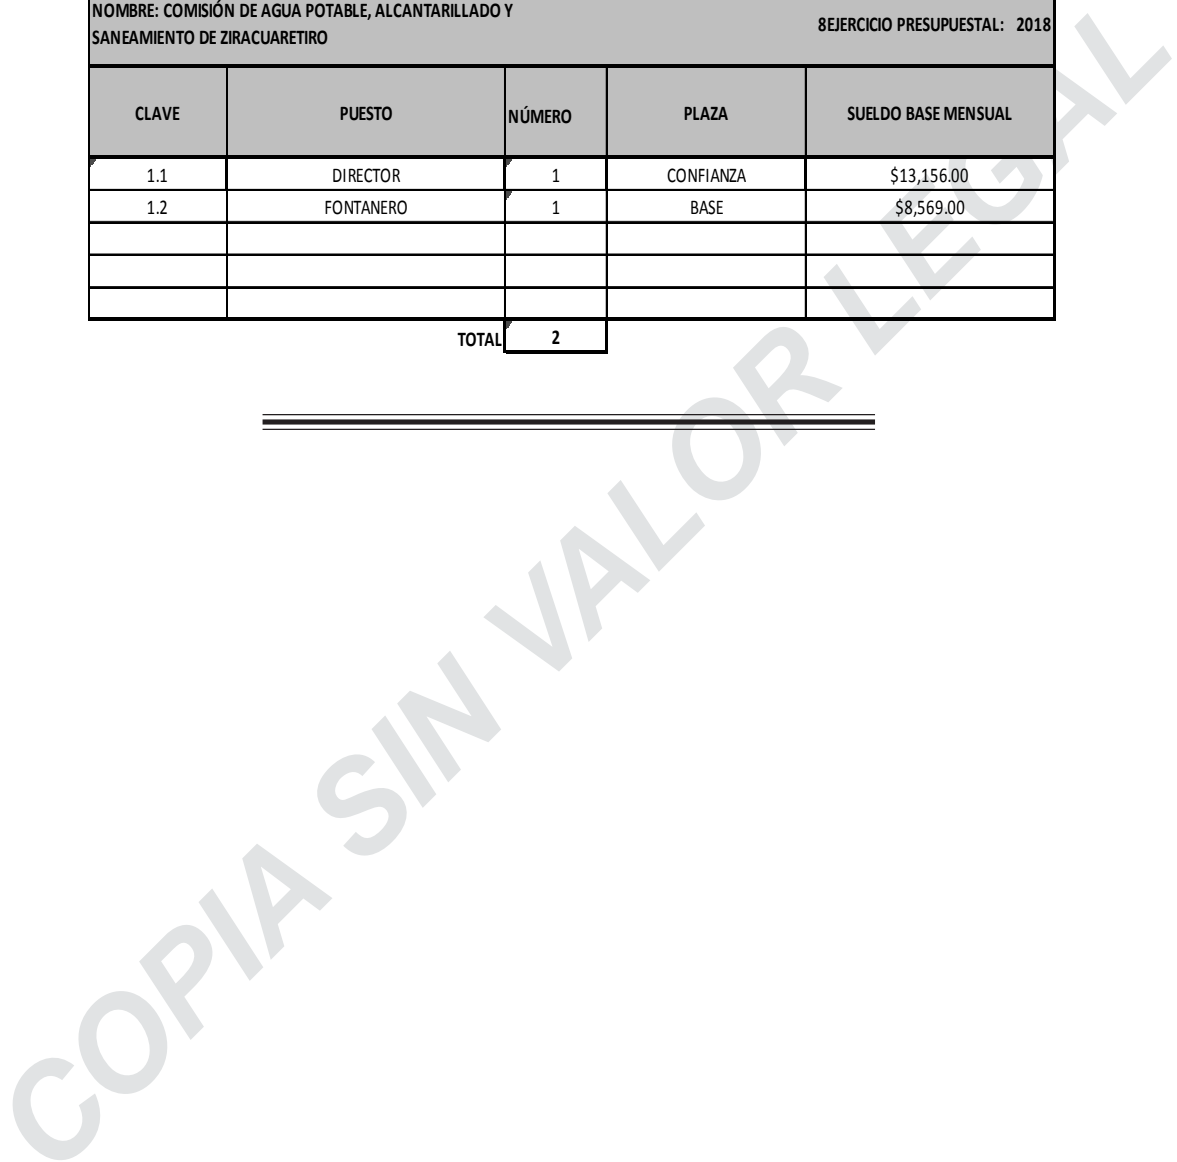 NOMBRE: COMISIÓN DE AGUA POTABLE, ALCANTARILLADO Y
SANEAMIENTO DE ZIRACUARETIRO
8EJERCICIO PRESUPUESTAL: 2018
CLAVE PUESTO NÚMERO PLAZA SUELDO BASE MENSUAL
1.1 DIRECTOR 1 CONFIANZA $13,156.00
1.2 FONTANERO 1 BASE $8,569.00
TOTAL 2
COPIA SIN VALOR LEGAL